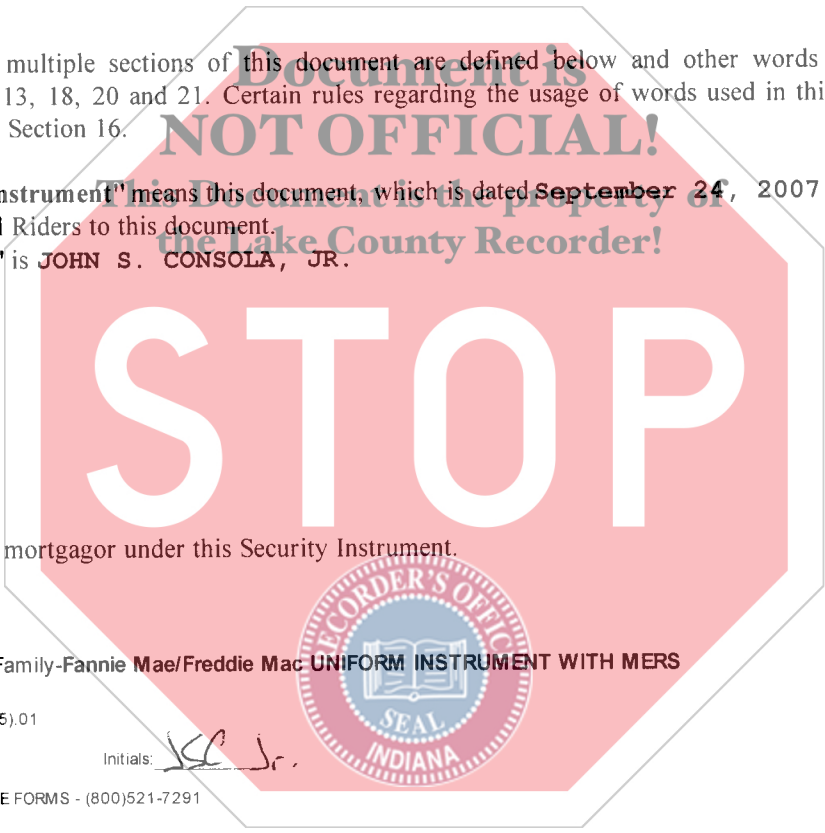 multiple sections of this document are defined below and other words
13, 18, 20 and 21. Certain rules regarding the usage of words used in thi
Section 16.
Document is
NOT OFFICIAL!
This Document is the property of
the Lake County Recorder!
nstrument" means this document, which is dated September 24, 2007
Riders to this document.
" is JOHN S. CONSOLA, JR.
STOP
mortgagor under this Security Instrument.
RECORDER'S OFFICE
SEAL
INDIANA
Family-Fannie Mae/Freddie Mac UNIFORM INSTRUMENT WITH MERS
5).01
Initials: JSC Jr.
E FORMS - (800)521-7291